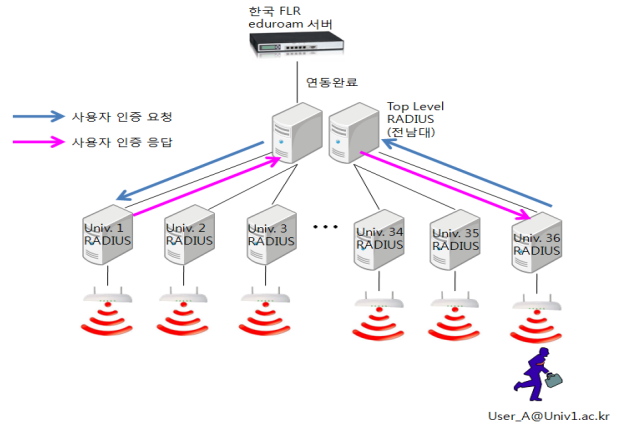 한국 FLR
eduroam 서버
연동완료
Top Level
RADIUS
(전남대)
사용자 인증 요청
사용자 인증 응답
Univ. 1
RADIUS
Univ. 2
RADIUS
Univ. 3
RADIUS
...
Univ. 34
RADIUS
Univ. 35
RADIUS
Univ. 36
RADIUS
User_A@Univ1.ac.kr